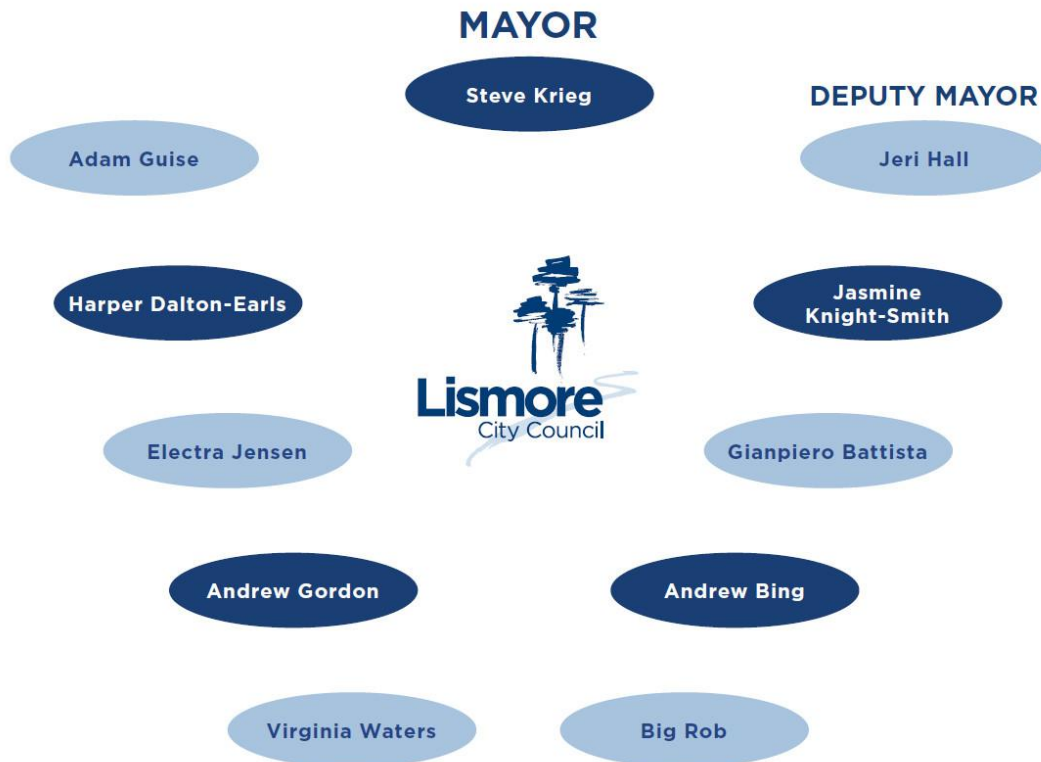 MAYOR
Steve Krieg
DEPUTY MAYOR
Adam Guise
Jeri Hall
Harper Dalton-Earls
Jasmine
Knight-Smith
Lismore
City Council
Electra Jensen
Gianpiero Battista
Andrew Gordon
Andrew Bing
Virginia Waters
Big Rob